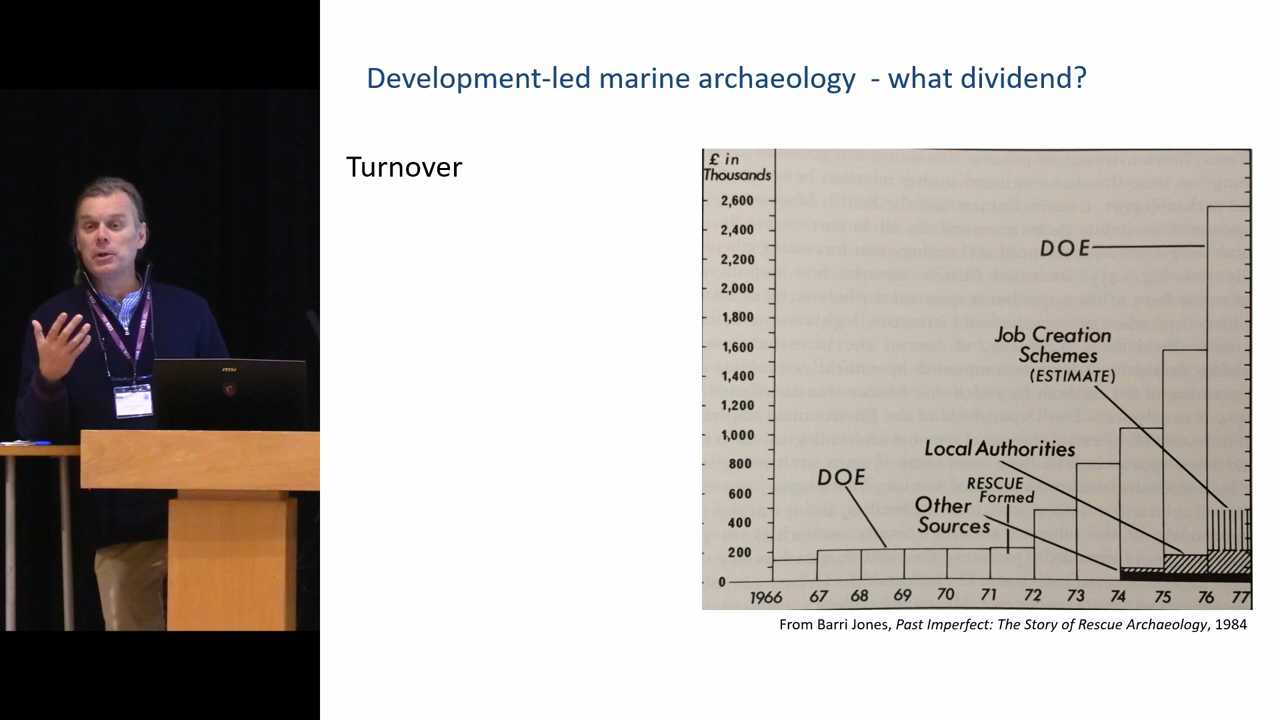 Development-led marine archaeology - what dividend?
Turnover
£ in
Thousands
2,600
2,400
2,200
2,000
1,800
1,600
1,400
1,200
1,000
800
600
400
200
0
DOE
Job Creation
Schemes
(ESTIMATE)
Local Authorities
DOE
RESCUE
Formed
Other
Sources
1966 67 68 69 70 71 72 73 74 75 76 77
From Barri Jones, Past Imperfect: The Story of Rescue Archaeology, 1984
msi